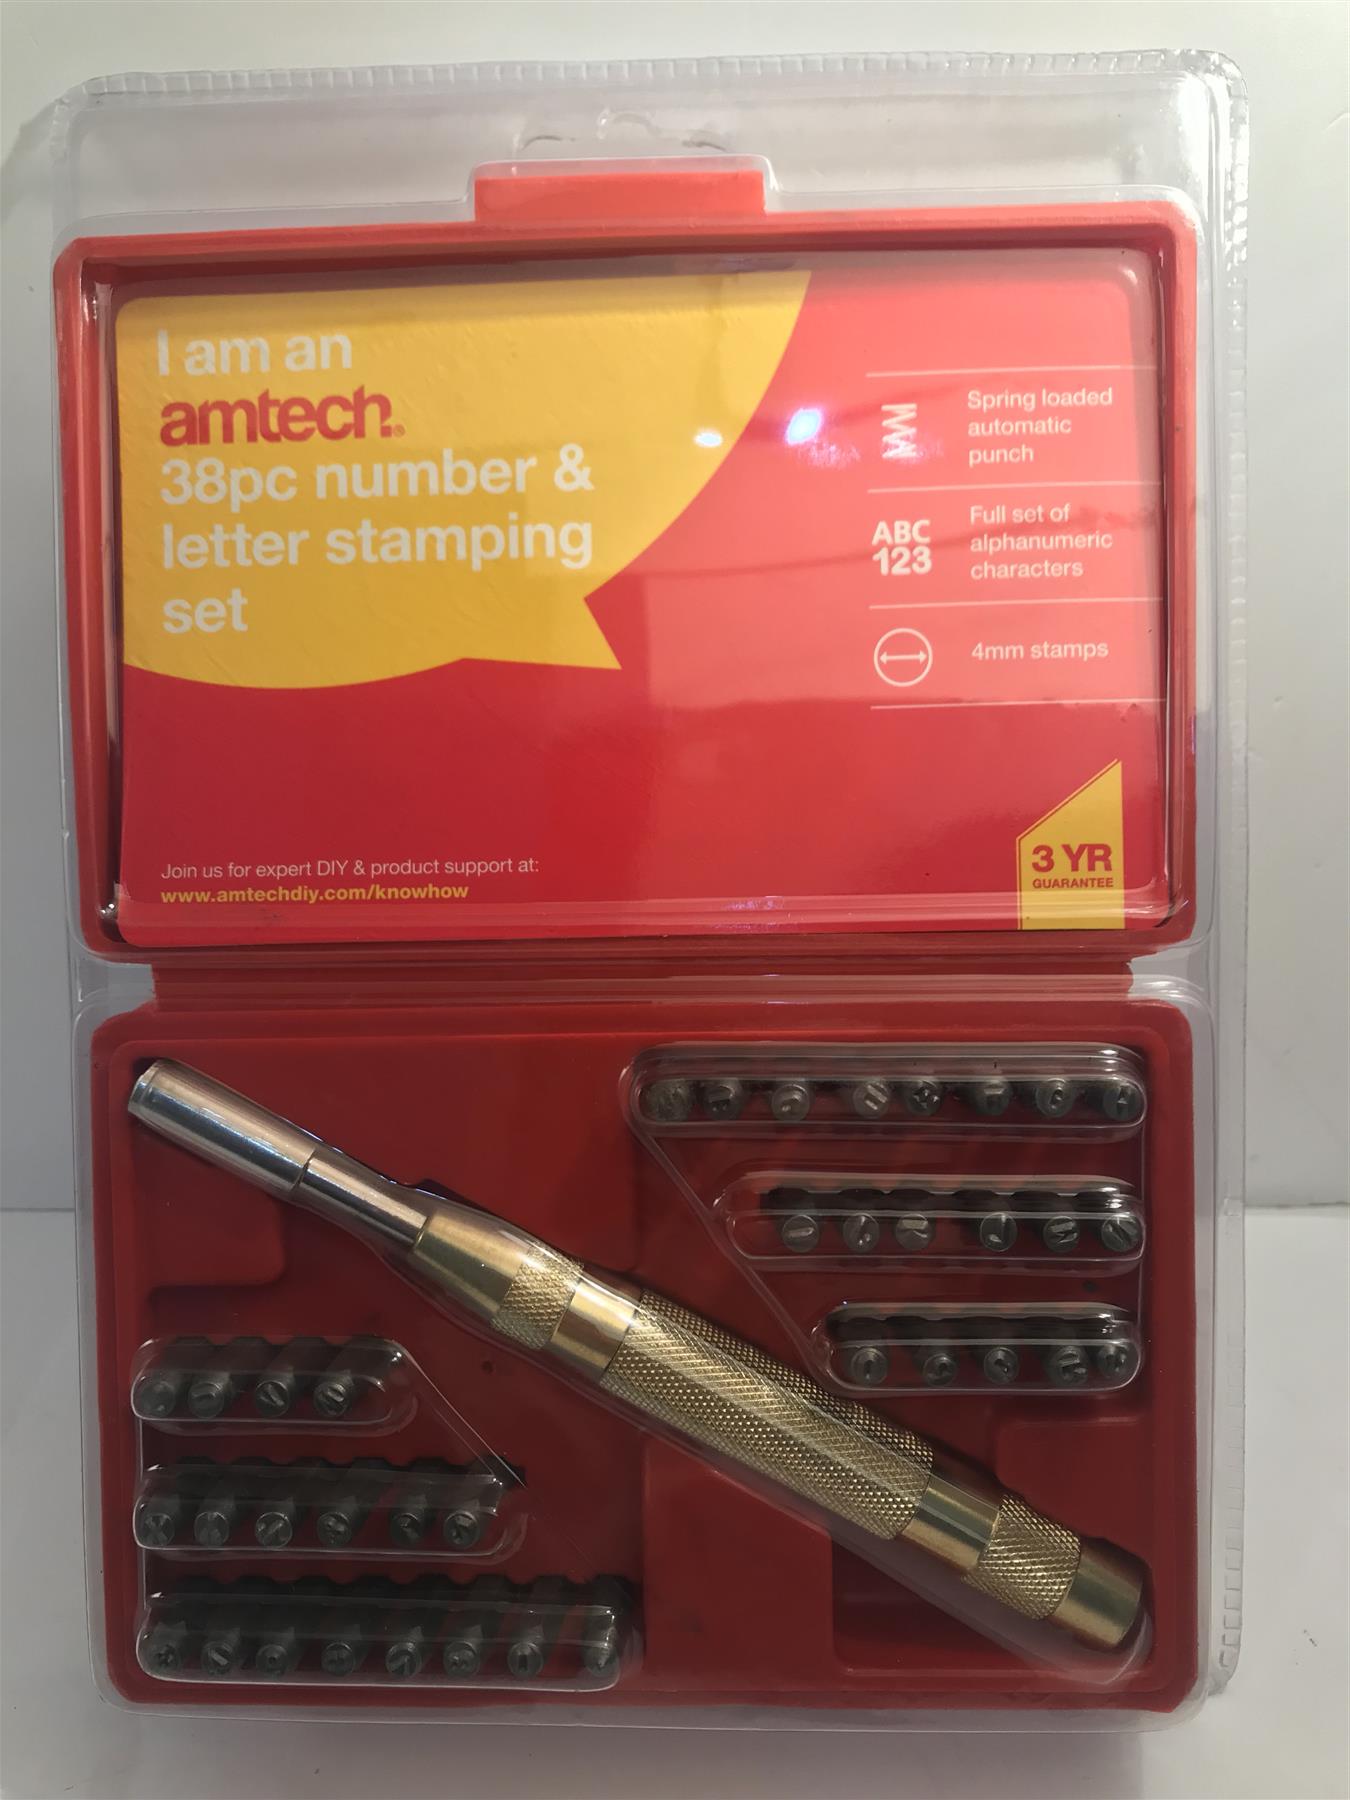 I am an
amtech®
38pc number &
letter stamping
set
Spring loaded
automatic
punch
ABC
123
Full set of
alphanumeric
characters
4mm stamps
Join us for expert DIY & product support at:
www.amtechdiy.com/knowhow
3 YR
GUARANTEE